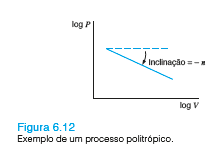 log P
Inclinação = – n
log V
Figura 6.12
Exemplo de um processo politrópico.